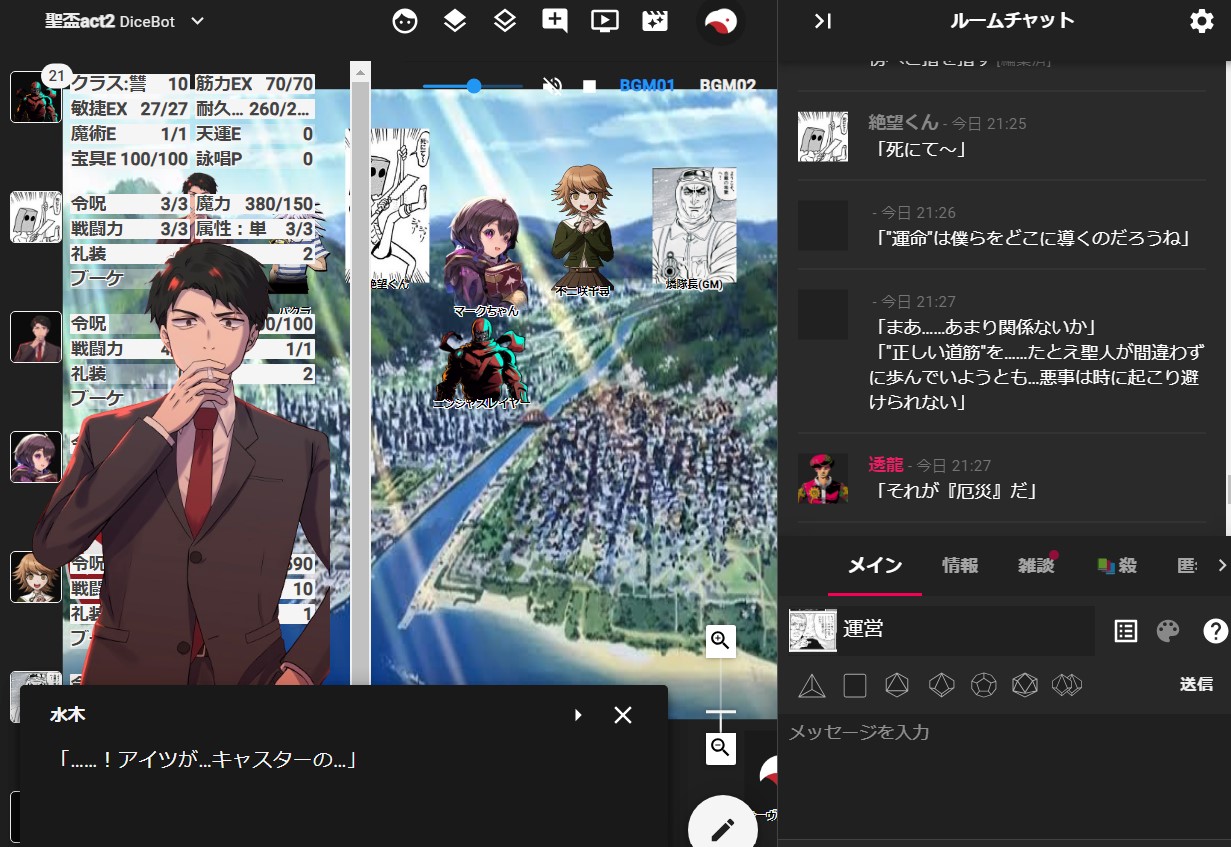 聖盃act2 DiceBot
BGM01 BGM02
21
クラス:讐 10 筋力EX 70/70
敏捷EX 27/27 耐久... 260/2...
魔術E 1/1 天運E 0
宝具E 100/100 詠唱P 0
令呪 3/3 魔力 380/150
戦闘力 3/3 属性：単 3/3
礼装 2
ブーケ
令呪 0/100
戦闘力 1/1
礼装 2
ブーケ
令呪 590
戦闘 10
礼装 1
ブー
絶望くん
マークちゃん
不二咲千尋
燐隊長(GM)
ニンジャスレイヤー
水木
「……！アイツが…キャスターの…」
ルームチャット
[編集済]
絶望くん - 今日 21:25
「死にて～」
- 今日 21:26
「"運命"は僕らをどこに導くのだろうね」
- 今日 21:27
「まあ……あまり関係ないか」
「"正しい道筋"を……たとえ聖人が間違わず
に歩んでいようとも…悪事は時に起こり避
けられない」
透龍 - 今日 21:27
「それが『厄災』だ」
メイン 情報 雑談 殺 匿
運営
送信
メッセージを入力